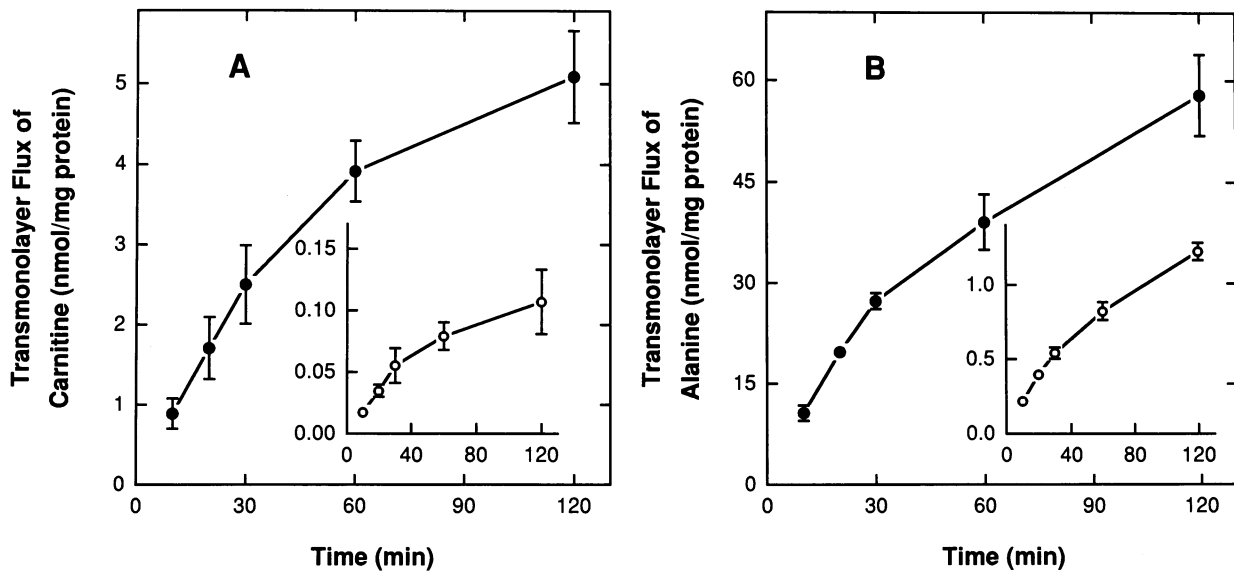 A
Transmonolayer Flux of
Carnitine (nmol/mg protein)
5
4
3
2
1
0
0.15
0.10
0.05
0.00
0 40 80 120
0 30 60 90 120
Time (min)
B
Transmonolayer Flux of
Alanine (nmol/mg protein)
60
45
30
15
0
1.0
0.5
0.0
0 40 80 120
0 30 60 90 120
Time (min)